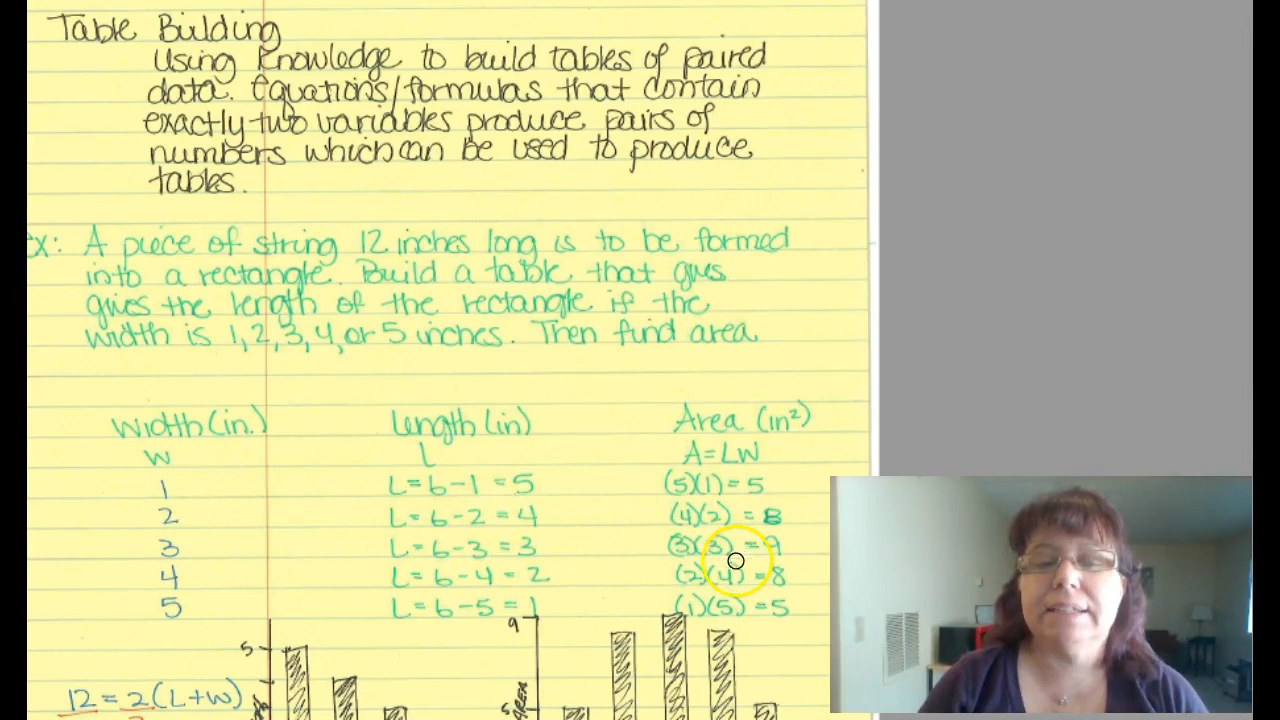 Table Building
Using knowledge to build tables of paired
data. Equations/formulas that contain
exactly two variables produce pairs of
numbers which can be used to produce
tables.
ex: A piece of string 12 inches long is to be formed
into a rectangle. Build a table that gives
gives the length of the rectangle if the
width is 1, 2, 3, 4, or 5 inches. Then find area.
Width (in.) Length (in) Area (in²)
W L A = LW
1 L = 6 - 1 = 5 (5)(1) = 5
2 L = 6 - 2 = 4 (4)(2) = 8
3 L = 6 - 3 = 3 (3)(3) = 9
4 L = 6 - 4 = 2 (2)(4) = 8
5 L = 6 - 5 = 1 (1)(5) = 5
9
5
12 = 2(L+W)
5 AREA